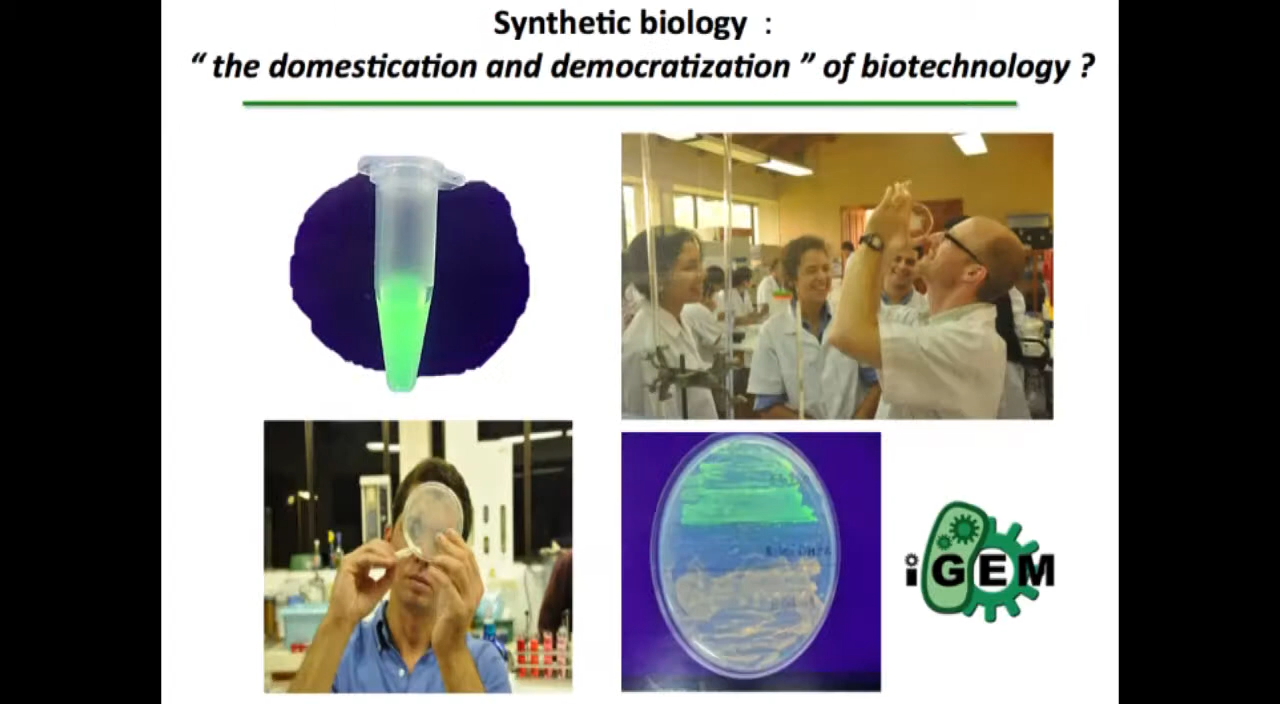 Synthetic biology :
“ the domestication and democratization ” of biotechnology ?
iGEM